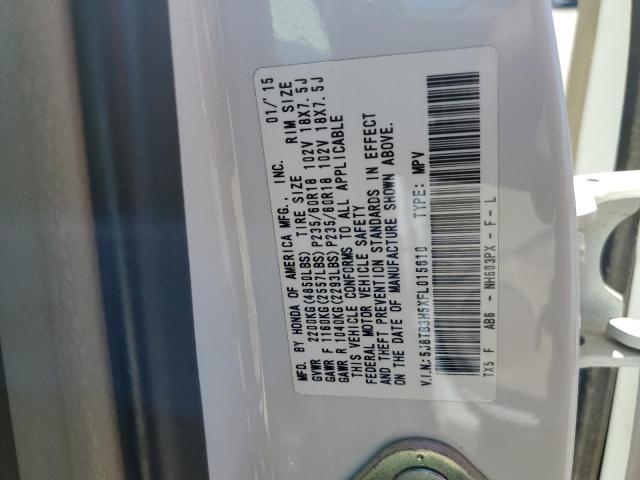 MFD. BY HONDA OF AMERICA MFG., INC. 01/'15
GVWR 2200KG(4850LBS) TIRE SIZE RIM SIZE
GAWR F 1160KG(2557LBS) P235/60R18 102V 18X7.5J
GAWR R 1040KG(2293LBS) P235/60R18 102V 18X7.5J
THIS VEHICLE CONFORMS TO ALL APPLICABLE
FEDERAL MOTOR VEHICLE SAFETY
AND THEFT PREVENTION STANDARDS IN EFFECT
ON THE DATE OF MANUFACTURE SHOWN ABOVE.
V.I.N.:5J8TB3H5XFL015610 TYPE: MPV
TX5 F AB6 - NH603PX - F - L